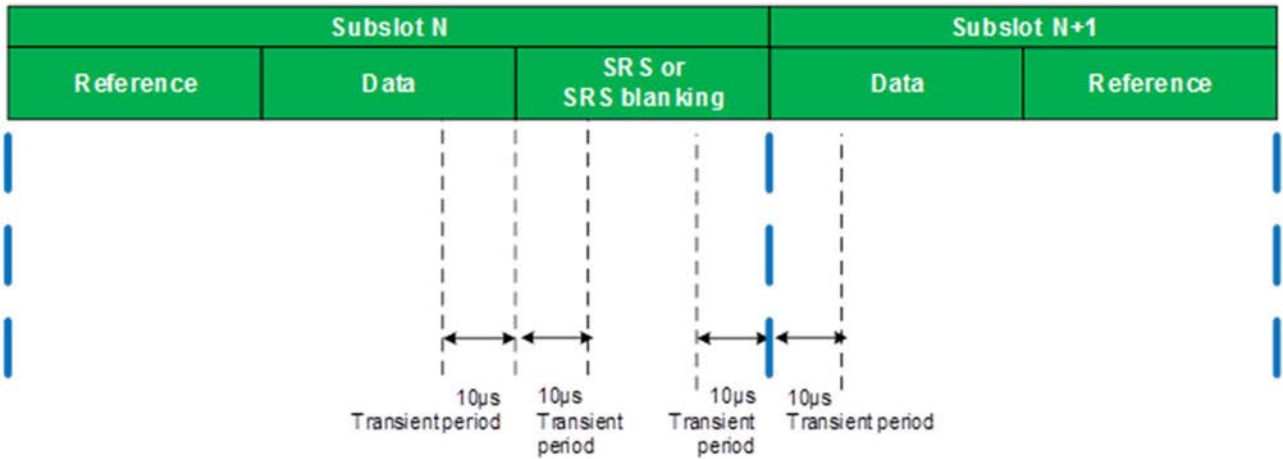 Subslot N
Subslot N+1
Reference
Data
SRS or
SRS blanking
Data
Reference
10µs
Transient period
10µs
Transient
period
10µs
Transient
period
10µs
Transient period